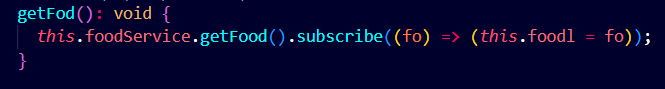 getFod(): void {
this.foodService.getFood().subscribe((fo) => (this.foodl = fo));
}